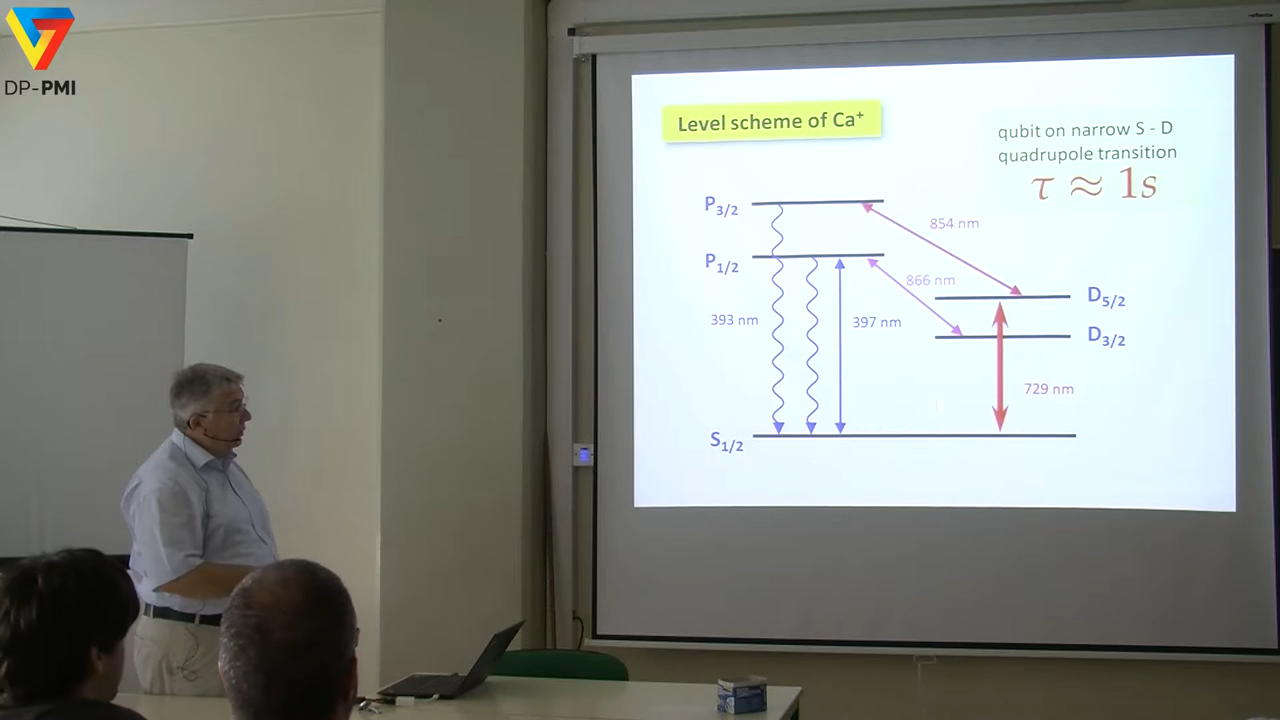 DP-PMI
Level scheme of Ca⁺
qubit on narrow S - D
quadrupole transition
τ ≈ 1s
P₃/₂
854 nm
P₁/₂
866 nm
D₅/₂
393 nm
397 nm
D₃/₂
729 nm
S₁/₂